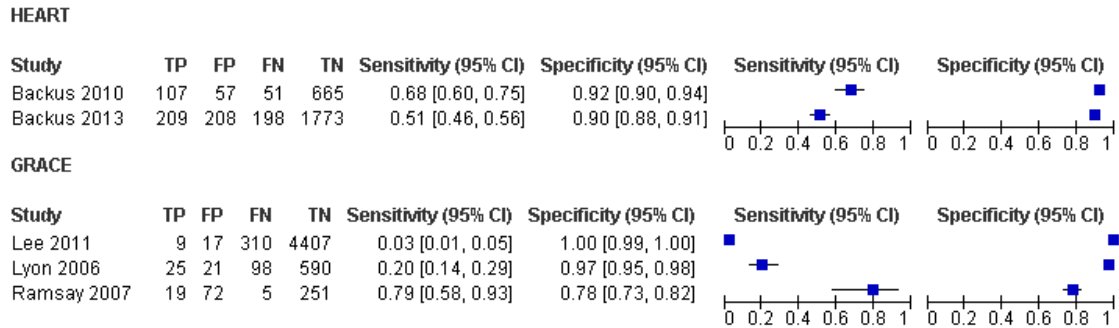 HEART
Study TP FP FN TN Sensitivity (95% CI) Specificity (95% CI) Sensitivity (95% CI) Specificity (95% CI)
Backus 2010 107 57 51 665 0.68 [0.60, 0.75] 0.92 [0.90, 0.94]
Backus 2013 209 208 198 1773 0.51 [0.46, 0.56] 0.90 [0.88, 0.91]
0 0.2 0.4 0.6 0.8 1 0 0.2 0.4 0.6 0.8 1
GRACE
Study TP FP FN TN Sensitivity (95% CI) Specificity (95% CI) Sensitivity (95% CI) Specificity (95% CI)
Lee 2011 9 17 310 4407 0.03 [0.01, 0.05] 1.00 [0.99, 1.00]
Lyon 2006 25 21 98 590 0.20 [0.14, 0.29] 0.97 [0.95, 0.98]
Ramsay 2007 19 72 5 251 0.79 [0.58, 0.93] 0.78 [0.73, 0.82]
0 0.2 0.4 0.6 0.8 1 0 0.2 0.4 0.6 0.8 1